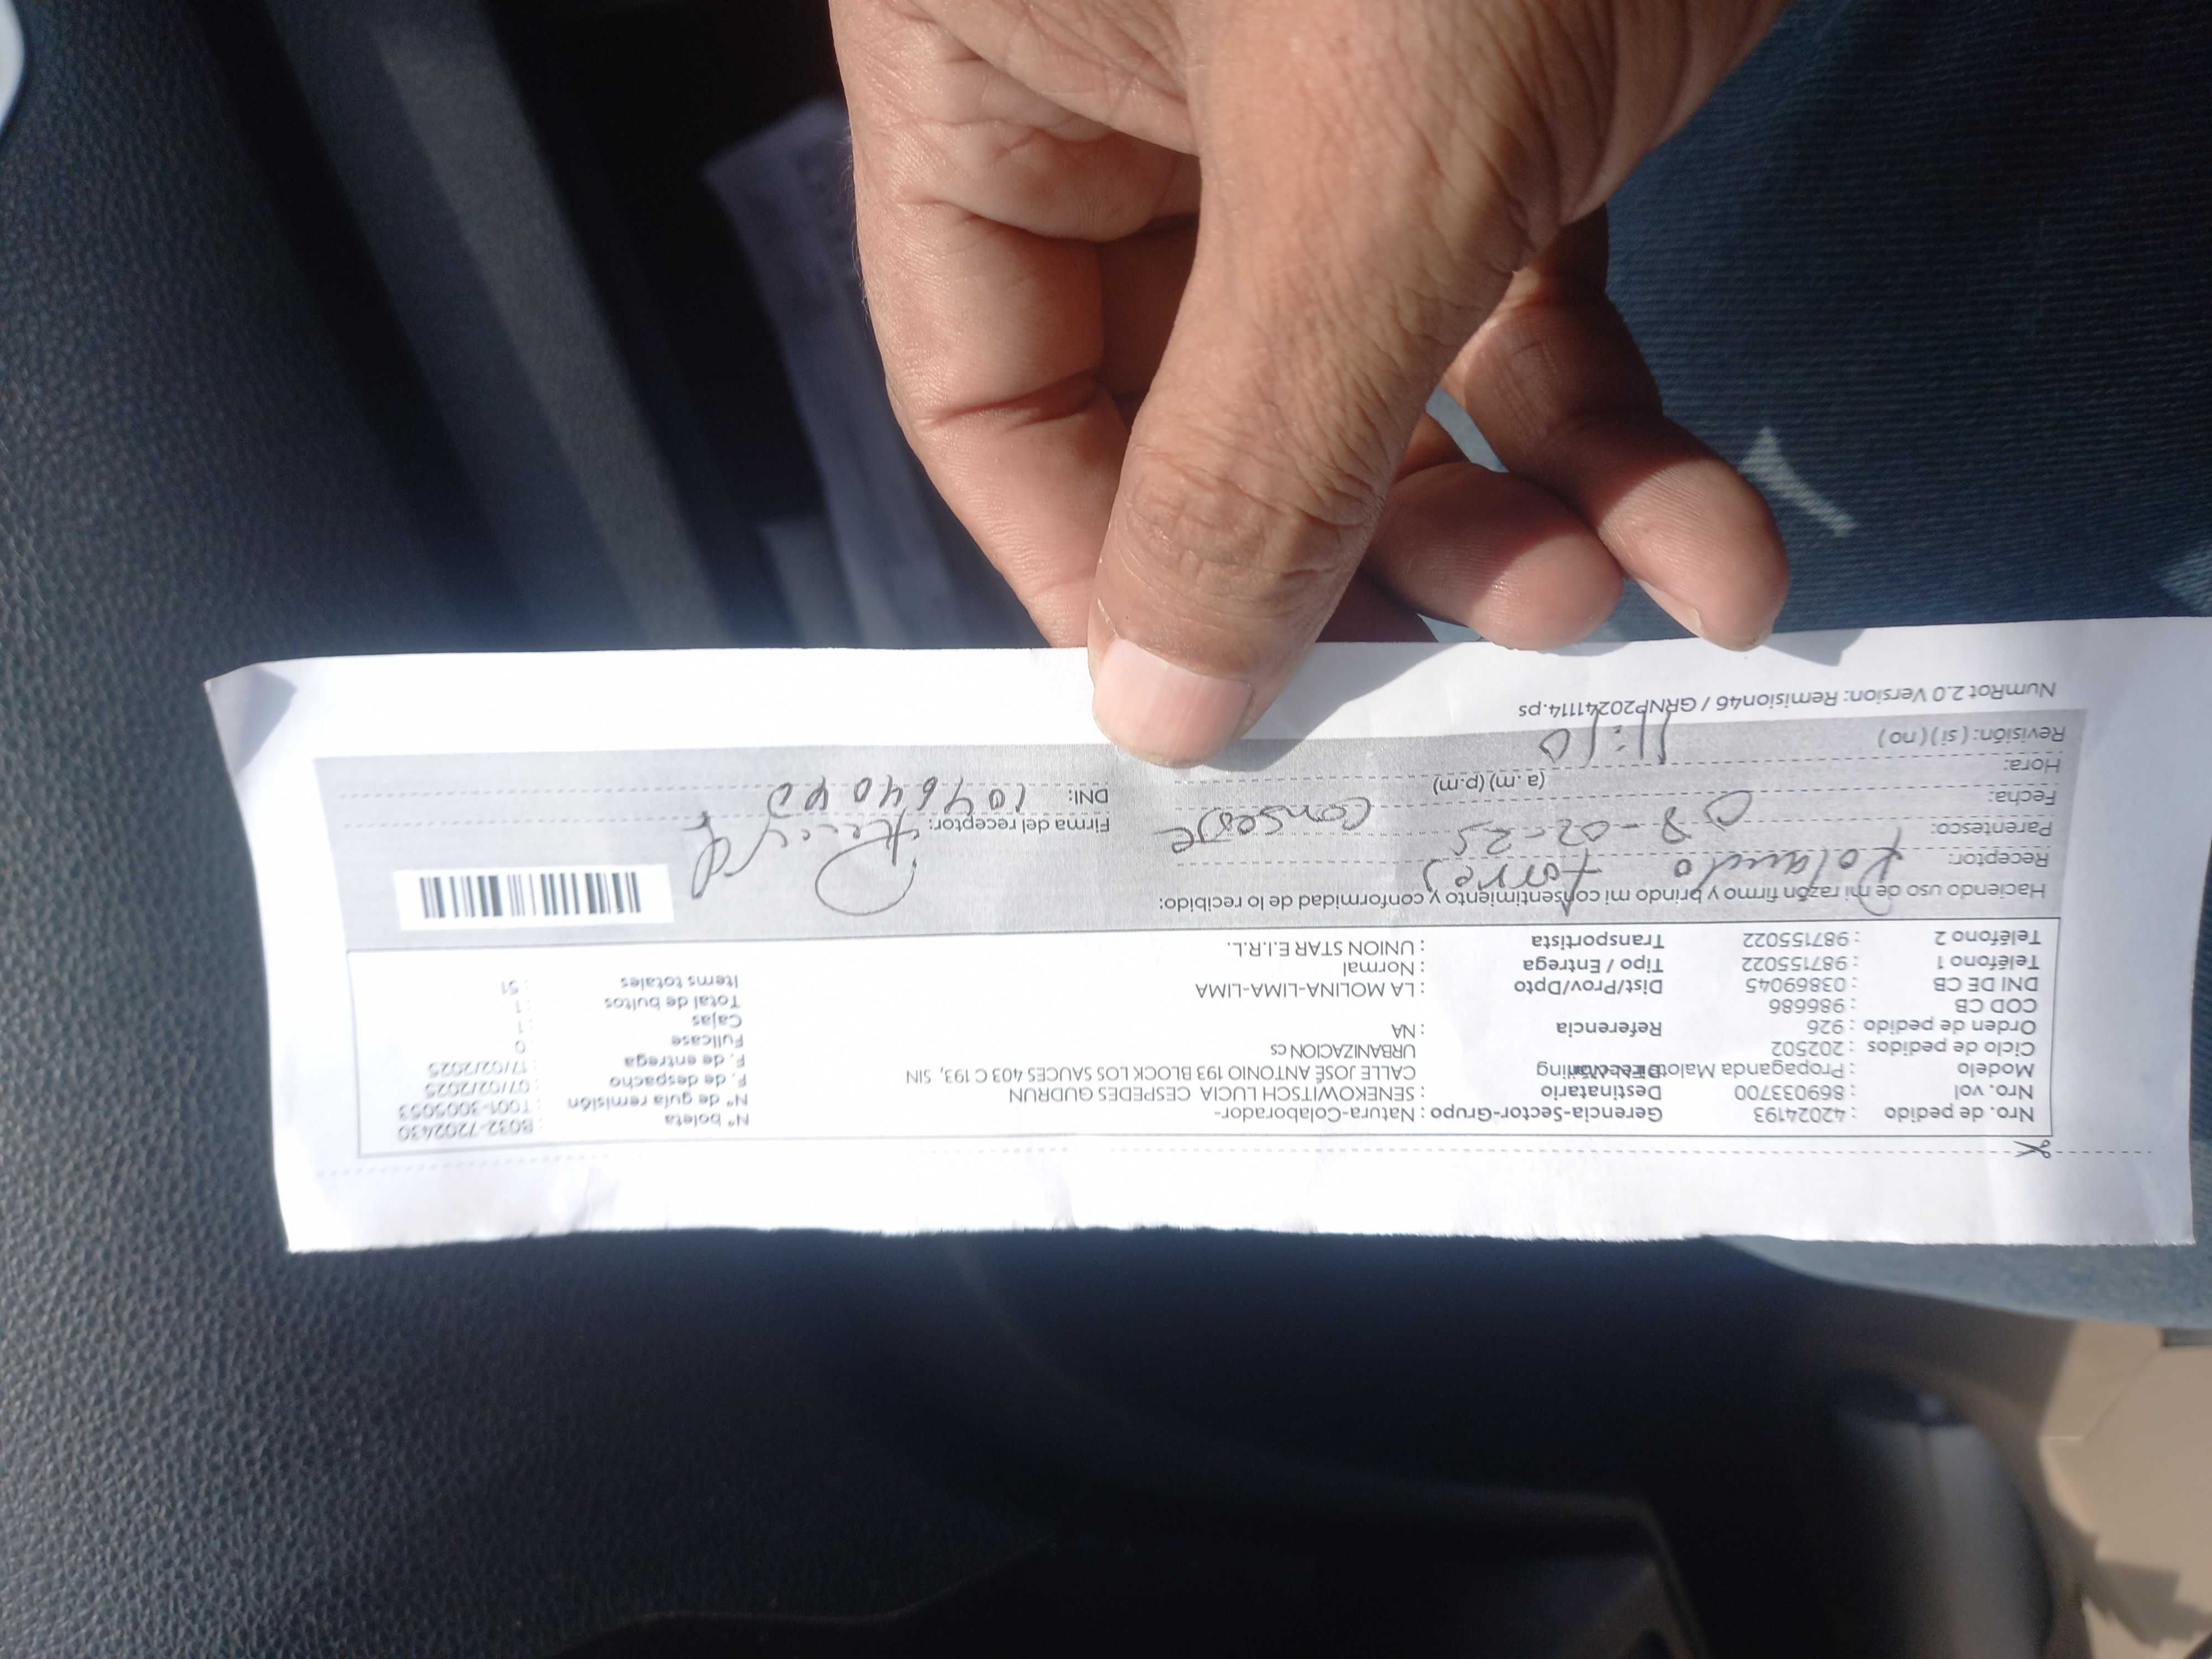 Nro. de pedido : 42024193 Gerencia-Sector-Grupo : Natura-Colaborador- N° boleta : B032-7202430
Nro. vol : 869033700 Destinatario : SENEKOWITSCH LUCIA CESPEDES GUDRUN N° de guía remisión : T001-3005053
Modelo : Propaganda Malote CALLE JOSÉ ANTONIO 193 BLOCK LOS SAUCES 403 C 193, SIN F. de despacho : 07/02/2025
Ciclo de pedidos : 202502 URBANIZACION cs F. de entrega : 17/02/2025
Orden de pedido : 926 Referencia : NA Fullcase : 0
COD CB : 986686 Cajas : 1
DNI DE CB : 03869045 Dist/Prov/Dpto : LA MOLINA-LIMA-LIMA Total de bultos : 1
Teléfono 1 : 987155022 Tipo / Entrega : Normal Items totales : 51
Teléfono 2 : 987155022 Transportista : UNION STAR E.I.R.L.
Haciendo uso de mi razón firmo y brindo mi consentimiento y conformidad de lo recibido:
Receptor: Rolando Torres
Parentesco: Conserje Firma del receptor:
Fecha: 08-02-25 DNI:
Hora: 11:10 (a.m) (p.m)
Revisión: ( si ) ( no )
NumRot 2.0 Version: Remision46 / GRNP20241114.ps